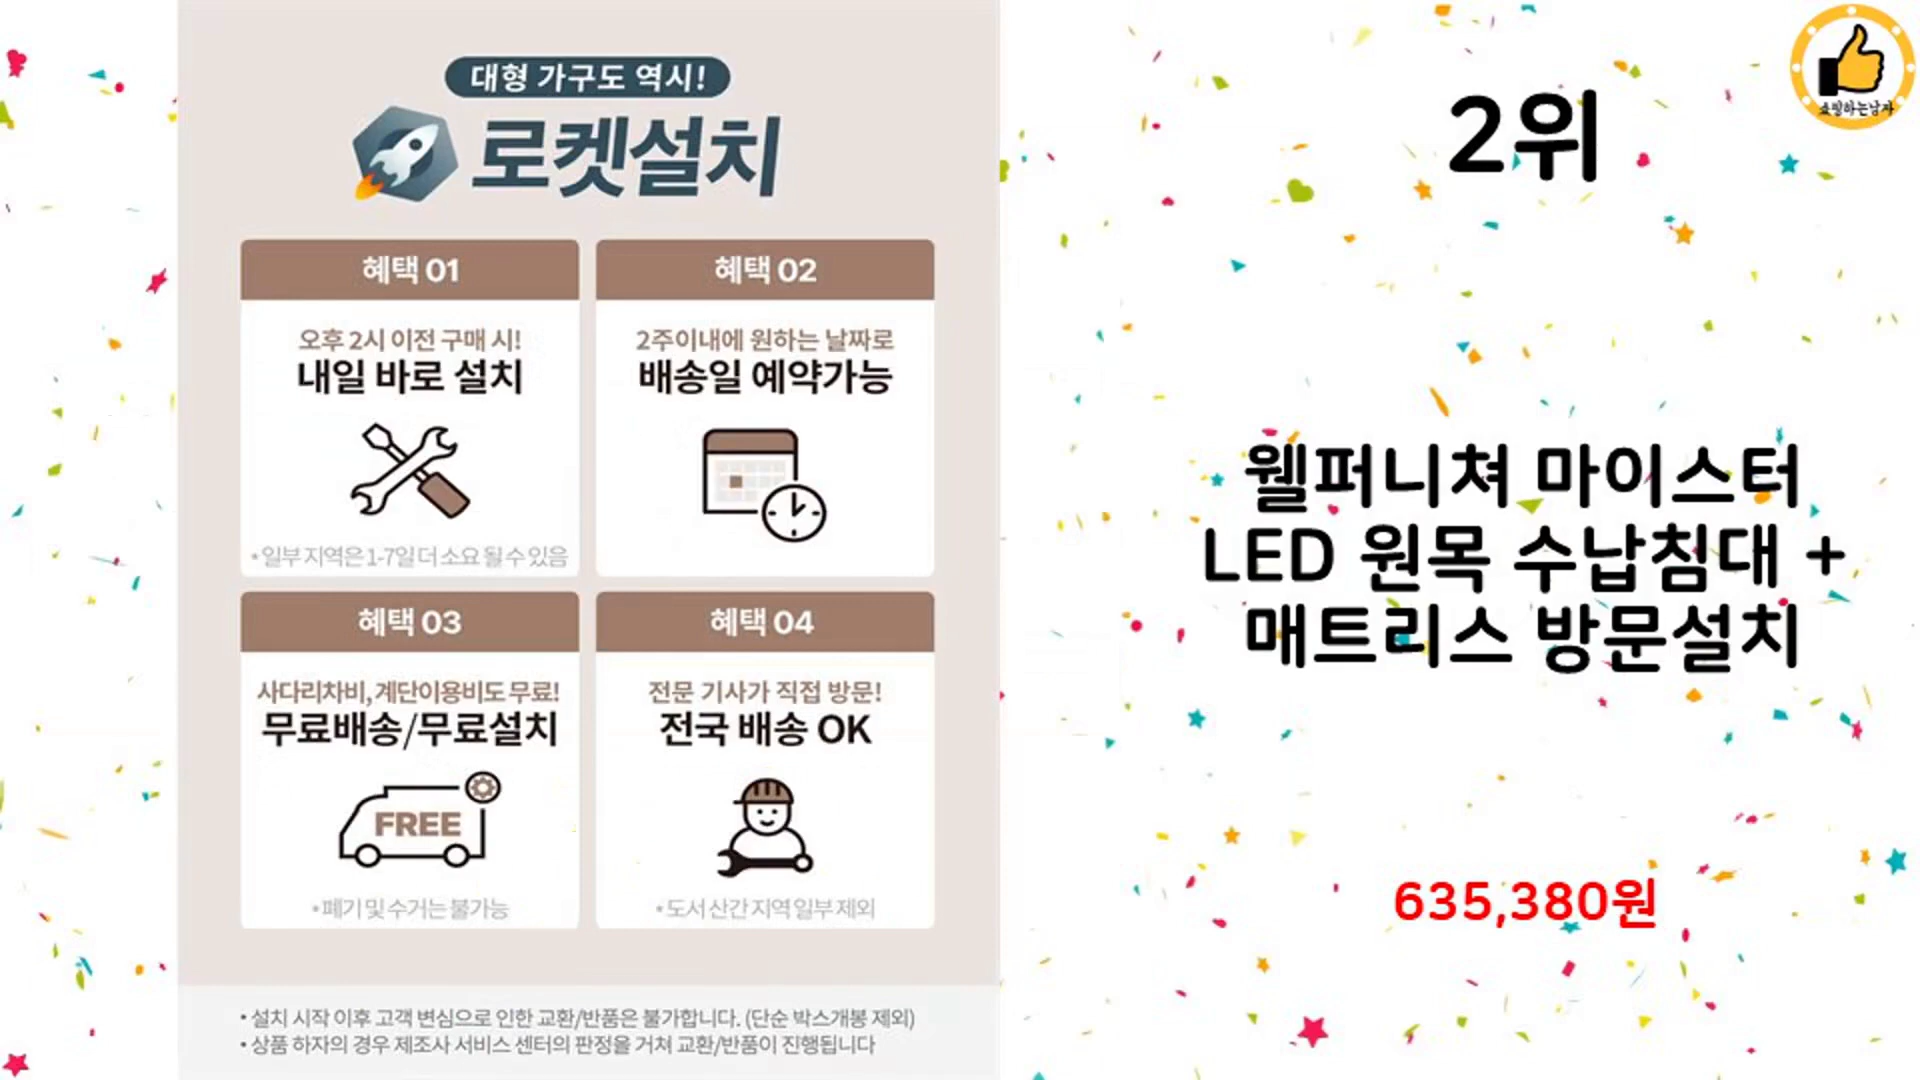 대형 가구도 역시!
로켓설치
혜택 01
오후 2시 이전 구매 시!
내일 바로 설치
* 일부 지역은 1-7일 더 소요 될 수 있음
혜택 02
2주이내에 원하는 날짜로
배송일 예약가능
혜택 03
사다리차비, 계단이용비도 무료!
무료배송/무료설치
FREE
* 폐기 및 수거는 불가능
혜택 04
전문 기사가 직접 방문!
전국 배송 OK
* 도서 산간 지역 일부 제외
• 설치 시작 이후 고객 변심으로 인한 교환/반품은 불가합니다. (단순 박스개봉 제외)
• 상품 하자의 경우 제조사 서비스 센터의 판정을 거쳐 교환/반품이 진행됩니다
쇼핑하는남자
2위
웰퍼니쳐 마이스터
LED 원목 수납침대 +
매트리스 방문설치
635,380원